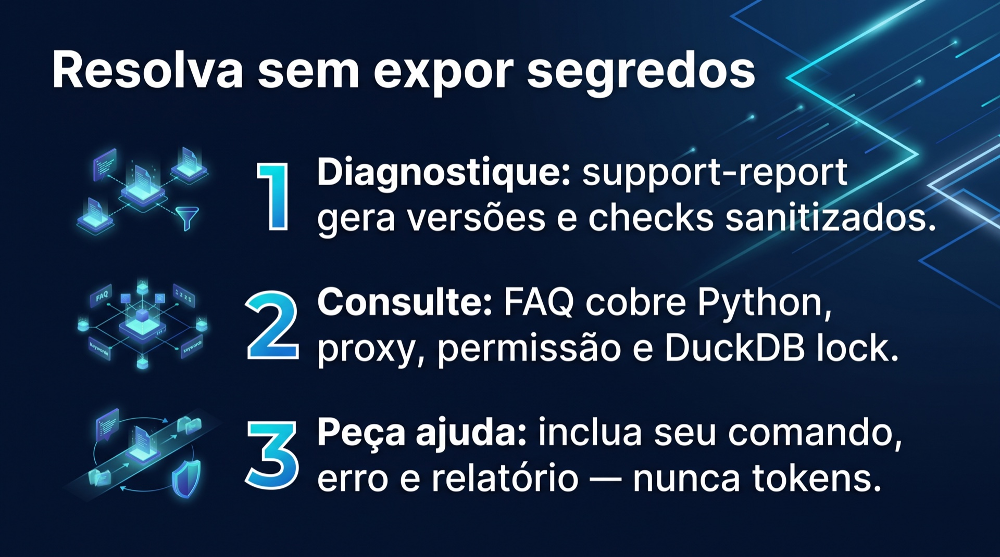 Resolva sem expor segredos
1
Diagnostique: support-report
gera versões e checks sanitizados.
FAQ
Keywords
Keywords
2
Consulte: FAQ cobre Python,
proxy, permissão e DuckDB lock.
3
Peça ajuda: inclua seu comando,
erro e relatório — nunca tokens.